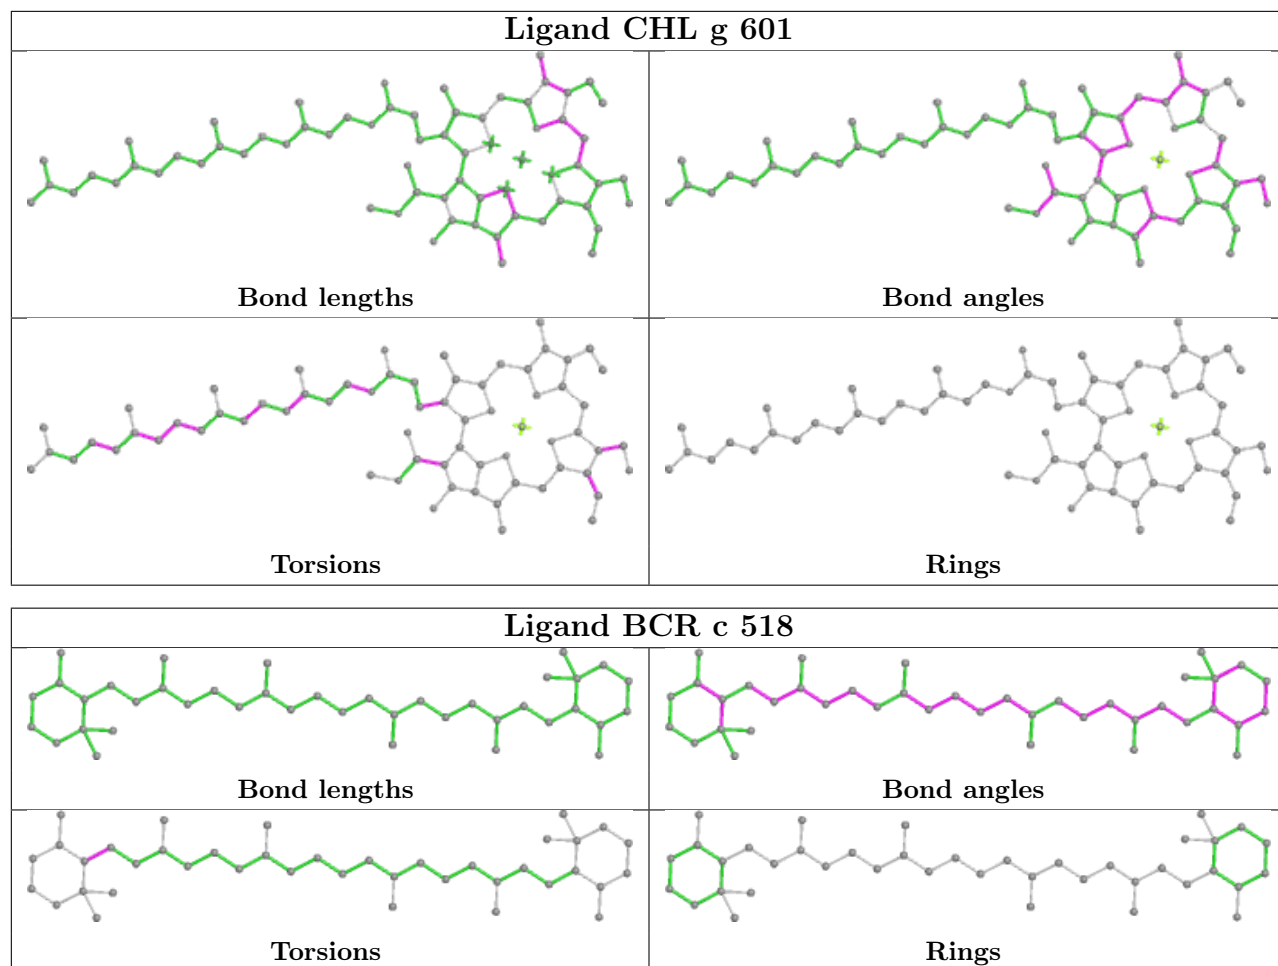 Ligand CHL g 601
Bond lengths
Bond angles
Torsions
Rings
Ligand BCR c 518
Bond lengths
Bond angles
Torsions
Rings